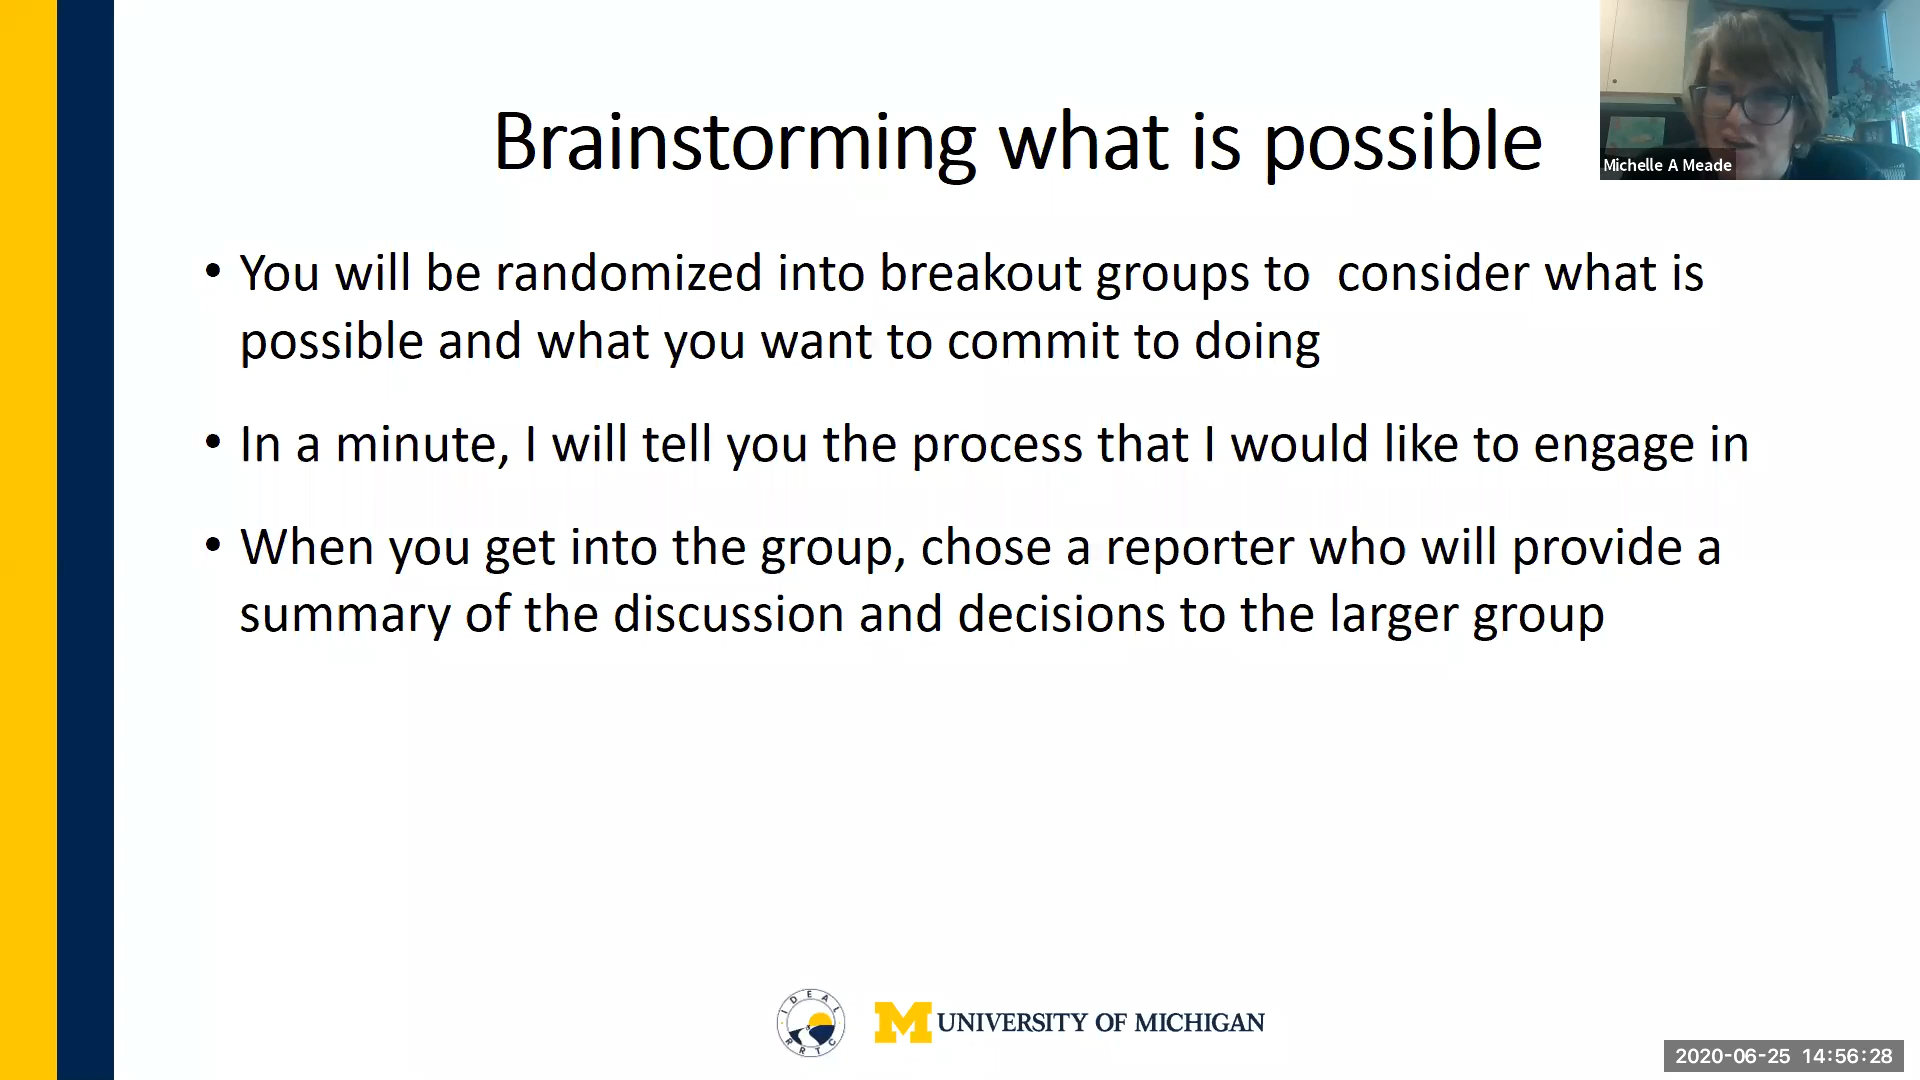 Brainstorming what is possible
Michelle A Meade
• You will be randomized into breakout groups to  consider what is
possible and what you want to commit to doing
• In a minute, I will tell you the process that I would like to engage in
• When you get into the group, chose a reporter who will provide a
summary of the discussion and decisions to the larger group
IDEAL
RRTC
M UNIVERSITY OF MICHIGAN
2020-06-25 14:56:28